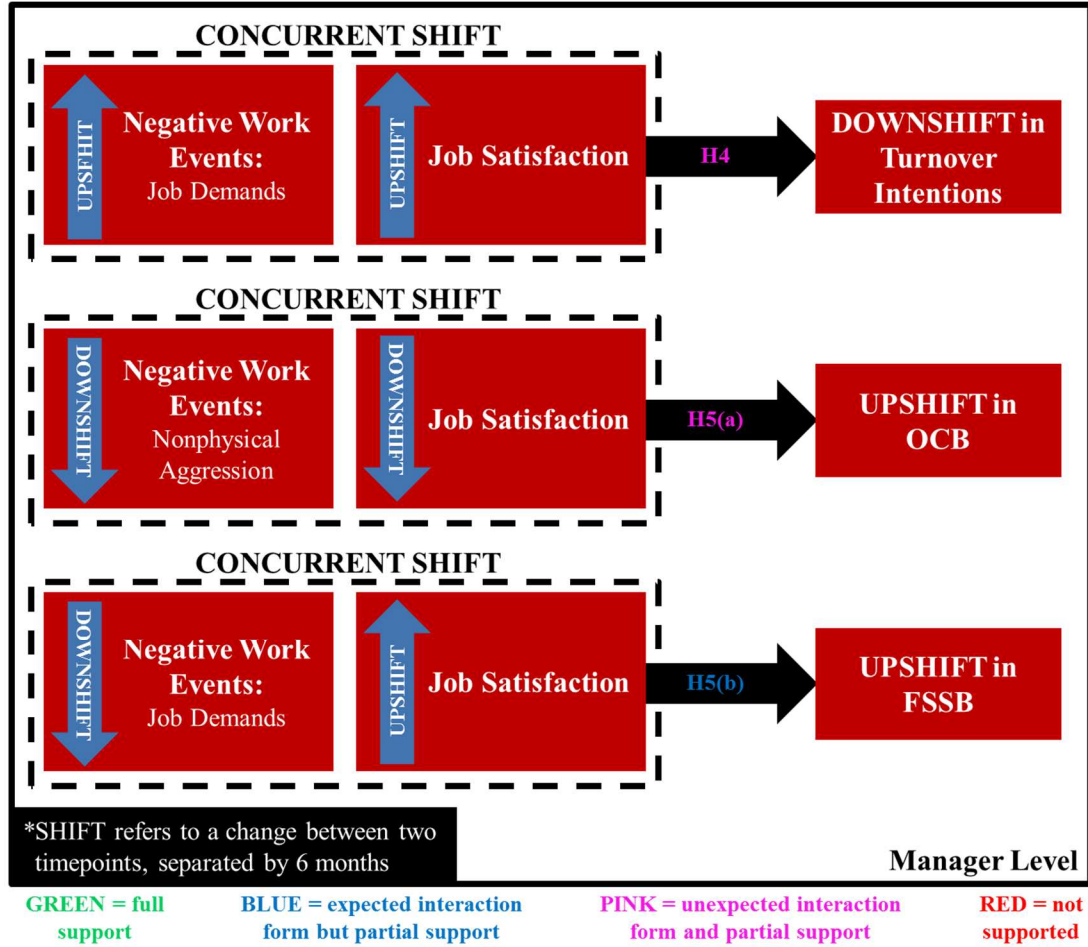 CONCURRENT SHIFT
UPSFHIT
Negative Work
Events:
Job Demands
UPSHIFT
Job Satisfaction
H4
DOWNSHIFT in
Turnover
Intentions
CONCURRENT SHIFT
DOWNSHIFT
Negative Work
Events:
Nonphysical
Aggression
DOWNSHIFT
Job Satisfaction
H5(a)
UPSHIFT in
OCB
CONCURRENT SHIFT
DOWNSHIFT
Negative Work
Events:
Job Demands
UPSHIFT
Job Satisfaction
H5(b)
UPSHIFT in
FSSB
*SHIFT refers to a change between two
timepoints, separated by 6 months
Manager Level
GREEN = full
support
BLUE = expected interaction
form but partial support
PINK = unexpected interaction
form and partial support
RED = not
supported